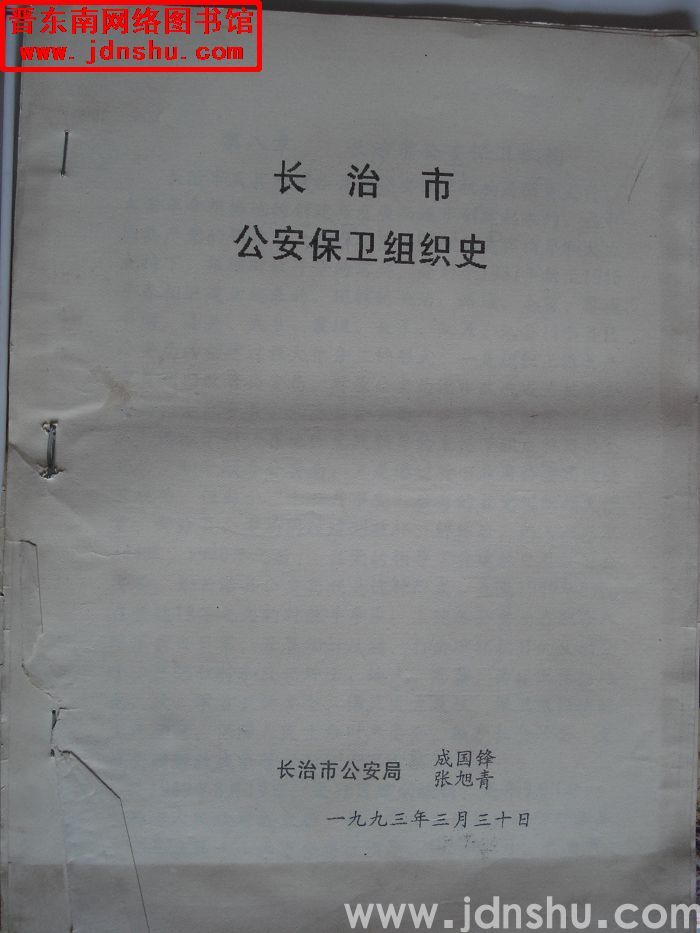 晋东南网络图书馆
www.jdnshu.com
长治市
公安保卫组织史
长治市公安局 成国锋
张旭青
一九九三年三月三十日
www.jdnshu.com